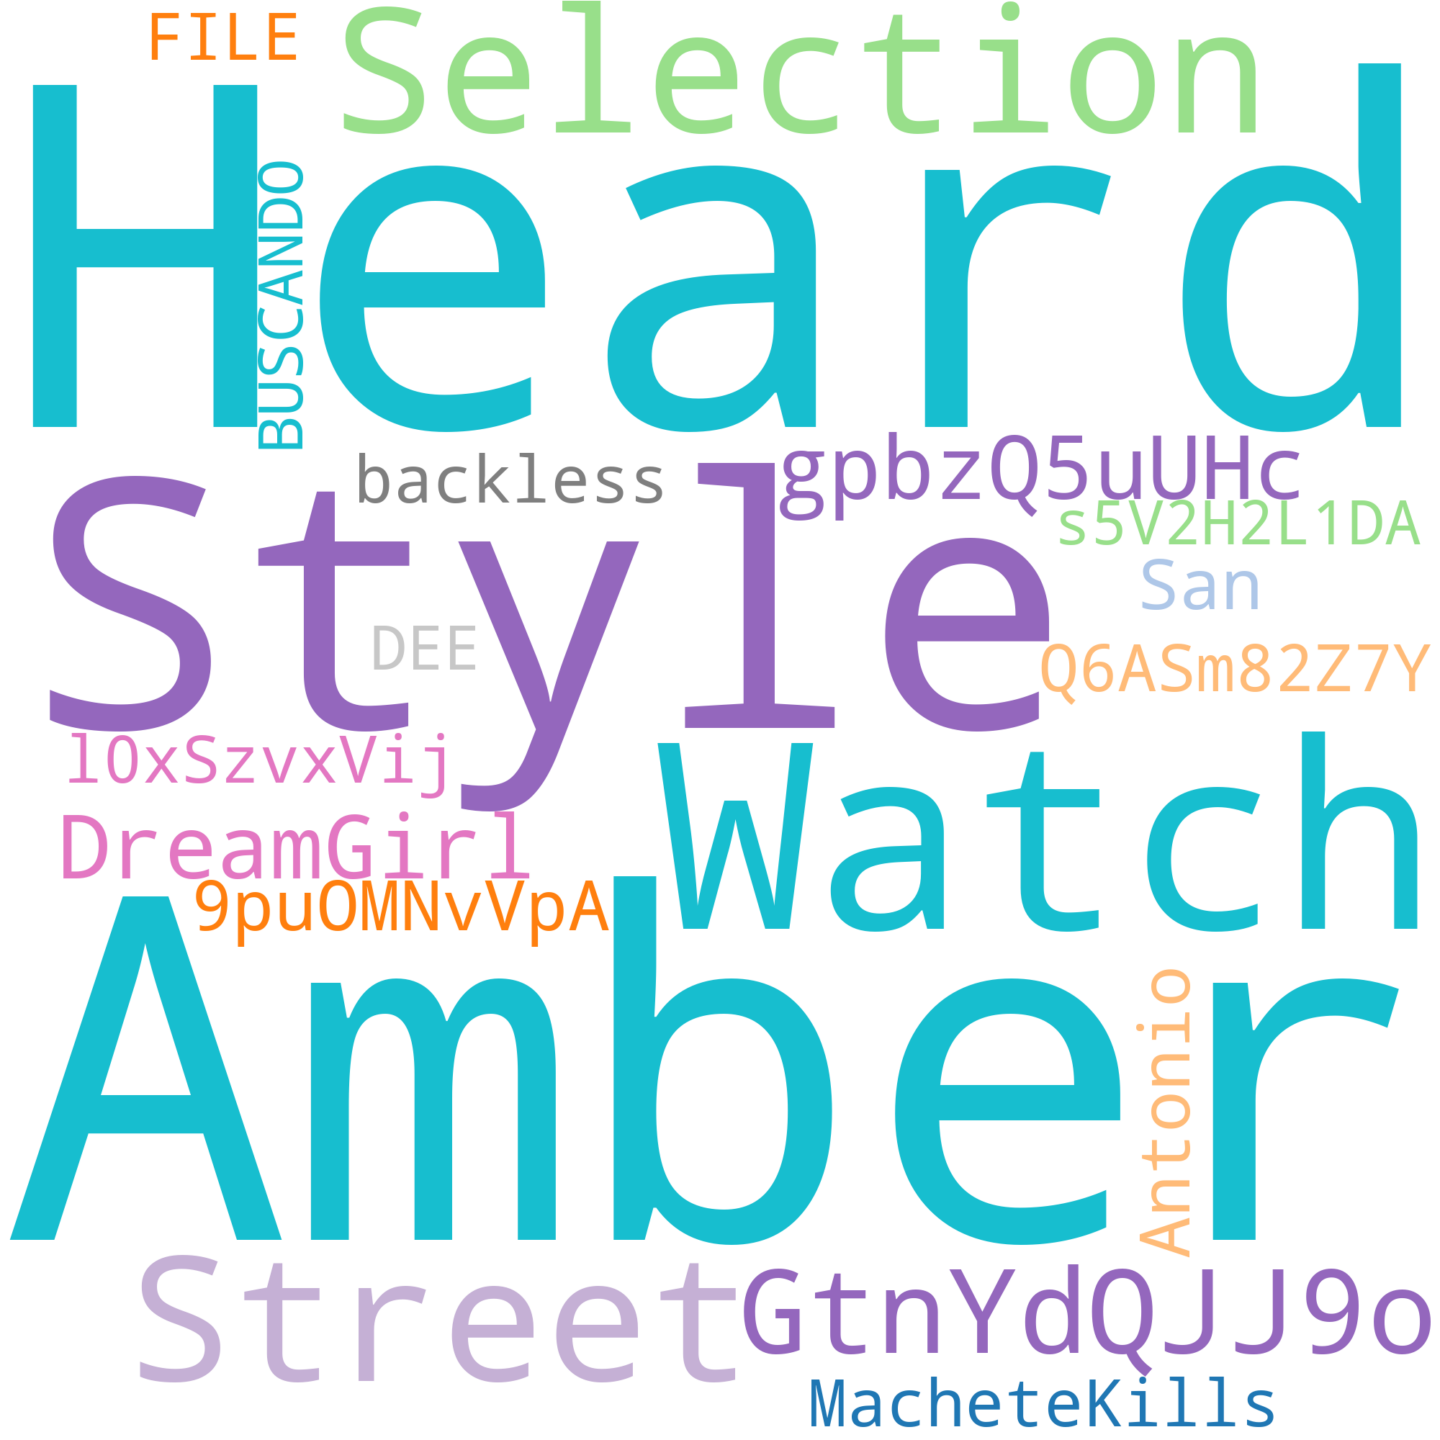 FILE
Selection
Heard
BUSCANDO
backless
gpbzQ5uUHc
Style
s5V2H2L1DA
San
DEE
Q6ASm82Z7Y
l0xSzvxVij
Watch
DreamGirl
9puOMNvVpA
Amber
Antonio
Street
GtnYdQJJ9o
MacheteKills